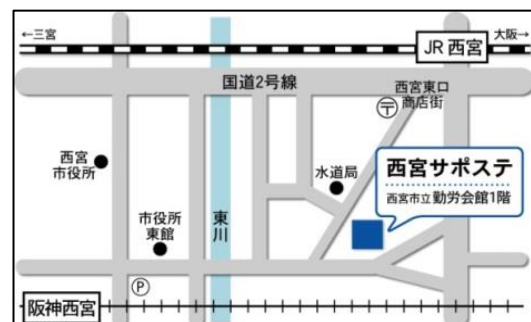 ←三宮
大阪→
JR 西宮
国道2号線
西宮東口
商店街
〒
西宮
市役所
水道局
西宮サポステ
西宮市立勤労会館1階
市役所
東館
東川
P
阪神西宮